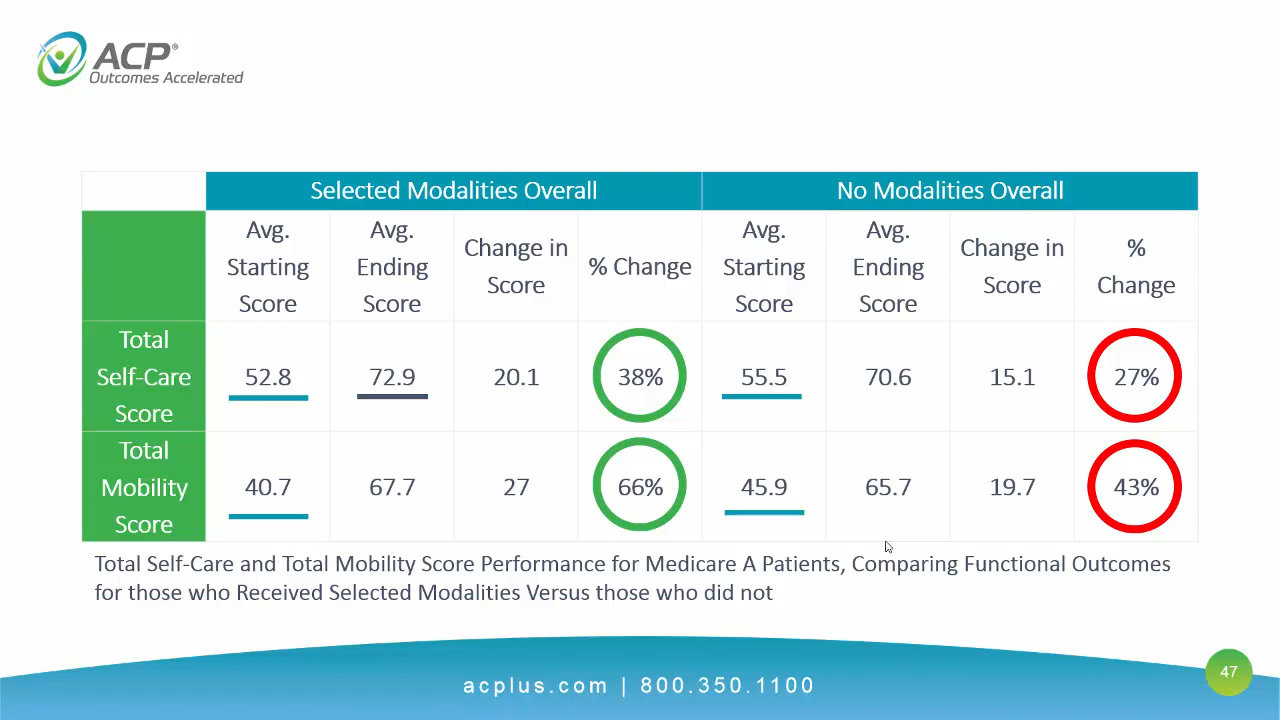 ACP®
Outcomes Accelerated
Selected Modalities Overall
No Modalities Overall
Avg.
Starting
Score
Avg.
Ending
Score
Change in
Score
% Change
Avg.
Starting
Score
Avg.
Ending
Score
Change in
Score
%
Change
Total
Self-Care
Score
52.8
72.9
20.1
38%
55.5
70.6
15.1
27%
Total
Mobility
Score
40.7
67.7
27
66%
45.9
65.7
19.7
43%
Total Self-Care and Total Mobility Score Performance for Medicare A Patients, Comparing Functional Outcomes
for those who Received Selected Modalities Versus those who did not
acplus.com | 800.350.1100
47